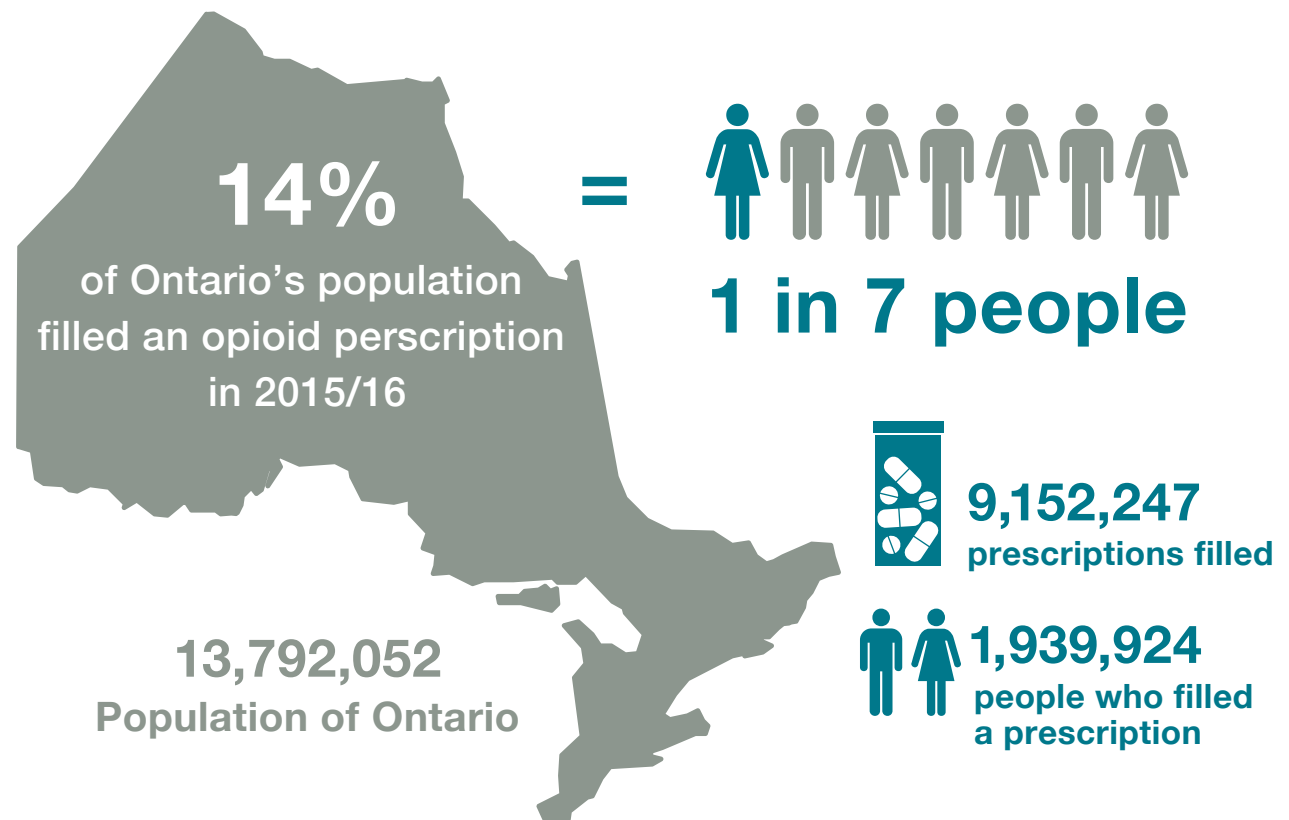 14%
of Ontario's population
filled an opioid perscription
in 2015/16
=
1 in 7 people
9,152,247
prescriptions filled
1,939,924
people who filled
a prescription
13,792,052
Population of Ontario